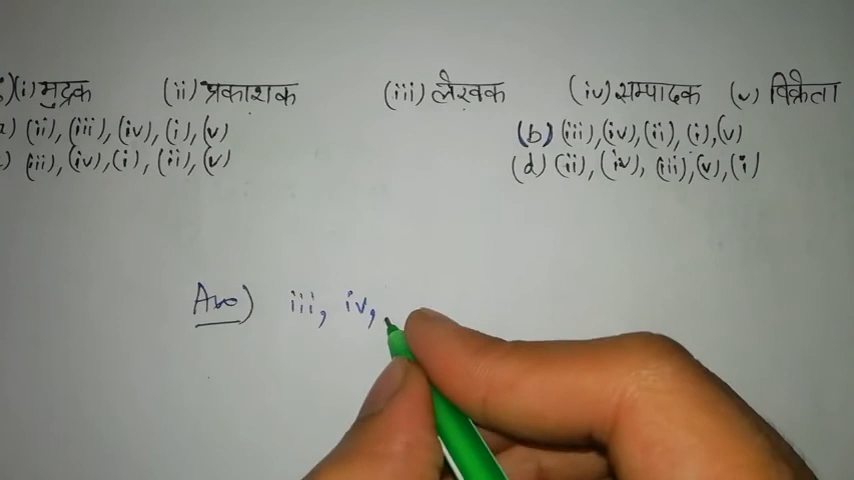 (i) मुद्रक (ii) प्रकाशक (iii) लेखक (iv) सम्पादक (v) विक्रेता
(ii), (iii), (iv), (i), (v) (b) (iii), (iv), (ii), (i), (v)
(iii), (iv), (i), (ii), (v) (d) (ii), (iv), (iii), (v), (i)
Ans) iii, iv,